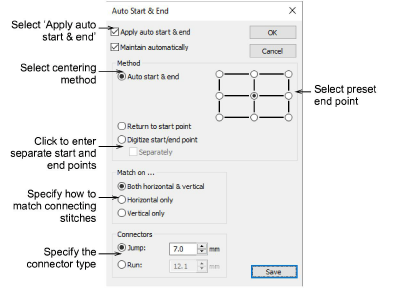 Auto Start & End
Select 'Apply auto
start & end'
Apply auto start & end
OK
Maintain automatically
Cancel
Method
Select centering
method
Auto start & end
Select preset
end point
Return to start point
Click to enter
separate start and
end points
Digitize start/end point
Separately
Match on ...
Both horizontal & vertical
Specify how to
match connecting
stitches
Horizontal only
Vertical only
Connectors
Specify the
connector type
Jump: 7.0 mm
Run: 12.1 mm
Save